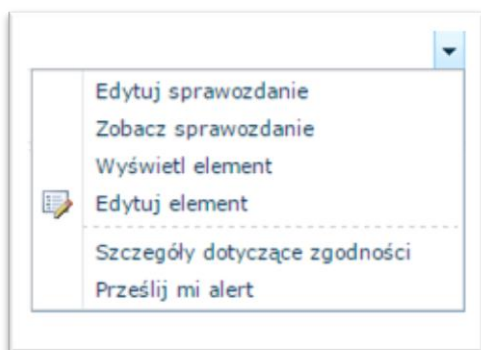 Edytuj sprawozdanie
Zobacz sprawozdanie
Wyświetl element
Edytuj element
Szczegóły dotyczące zgodności
Prześlij mi alert